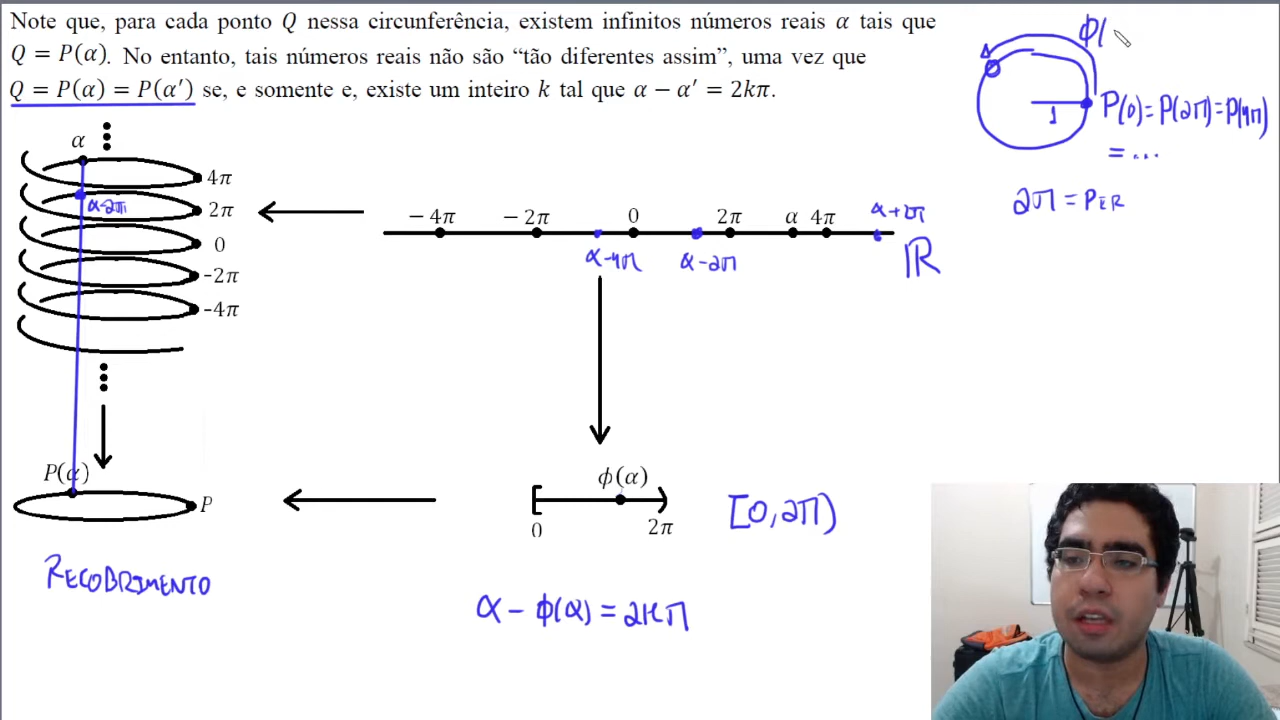 Note que, para cada ponto Q nessa circunferência, existem infinitos números reais α tais que
Q = P(α). No entanto, tais números reais não são “tão diferentes assim”, uma vez que
Q = P(α) = P(α′) se, e somente e, existe um inteiro k tal que α − α′ = 2kπ.
ϕ(
1
P(0) = P(2π) = P(4π)
= ...
2π = PER
α
4π
α-2π
2π
0
-2π
-4π
− 4π
− 2π
0
2π
α
4π
α+2π
α-4π
α-2π
ℝ
P(α)
P
ϕ(α)
0
2π
[0, 2π)
RECOBRIMENTO
α − ϕ(α) = 2kπ